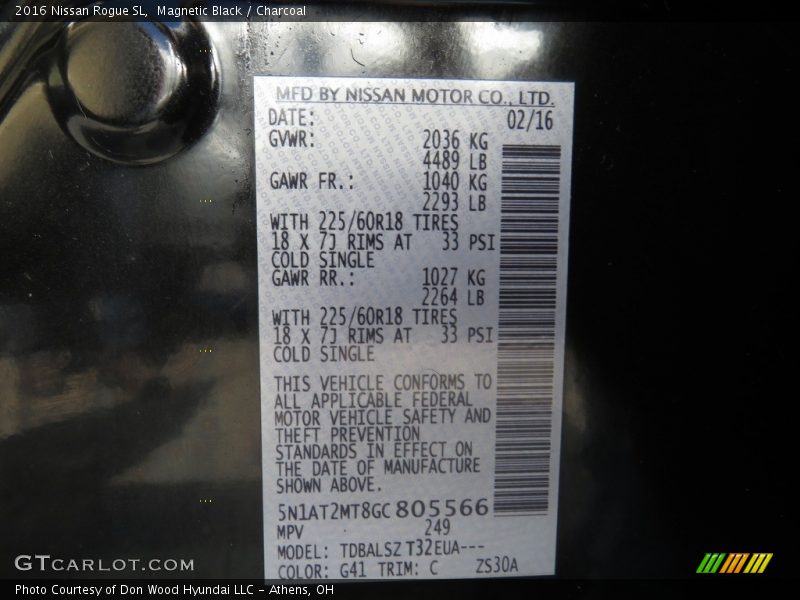 2016 Nissan Rogue SL,  Magnetic Black / Charcoal
MFD BY NISSAN MOTOR CO., LTD.
DATE: 02/16
GVWR: 2036 KG
4489 LB
GAWR FR.: 1040 KG
2293 LB
WITH 225/60R18 TIRES
18 X 7J RIMS AT 33 PSI
COLD SINGLE
GAWR RR.: 1027 KG
2264 LB
WITH 225/60R18 TIRES
18 X 7J RIMS AT 33 PSI
COLD SINGLE
THIS VEHICLE CONFORMS TO
ALL APPLICABLE FEDERAL
MOTOR VEHICLE SAFETY AND
THEFT PREVENTION
STANDARDS IN EFFECT ON
THE DATE OF MANUFACTURE
SHOWN ABOVE.
5N1AT2MT8GC805566
MPV 249
MODEL: TDBALSZ T32EUA---
COLOR: G41 TRIM: C ZS30A
GTCARLOT.COM
Photo Courtesy of Don Wood Hyundai LLC - Athens, OH